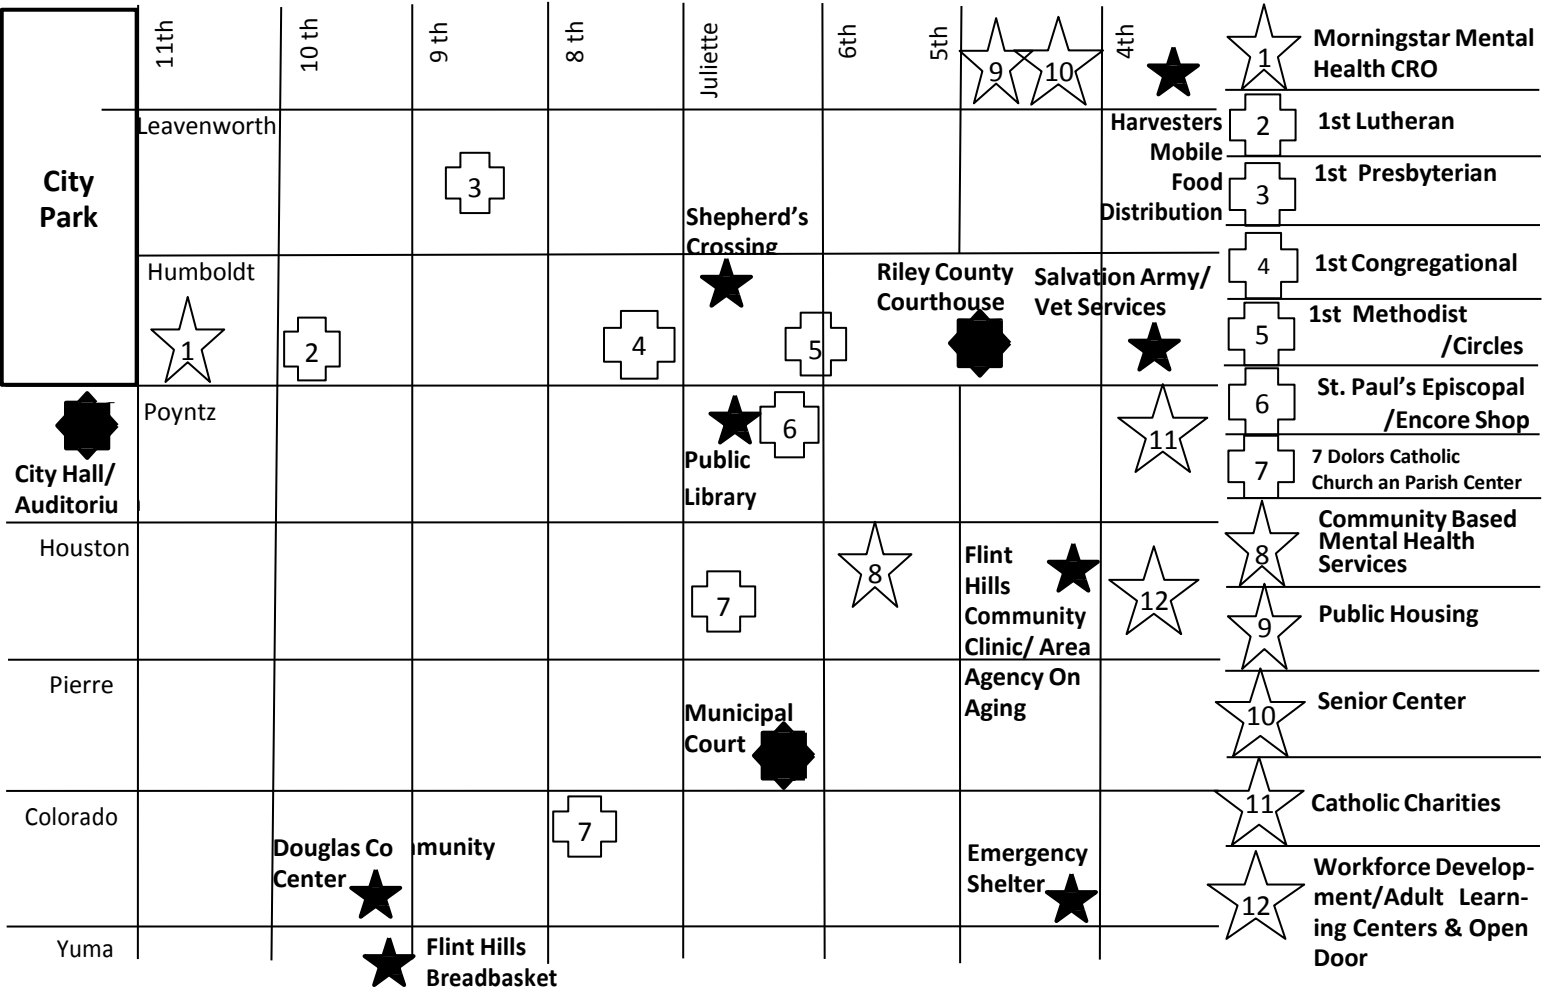 11th
10 th
9 th
8 th
Juliette
6th
5th
4th
9
10
Leavenworth
City
Park
3
Harvesters
Mobile
Food
Distribution
Shepherd's
Crossing
Humboldt
Riley County
Courthouse
Salvation Army/
Vet Services
1
2
4
5
Poyntz
City Hall/
Auditoriu
Public
Library
6
11
Houston
7
8
Flint
Hills
Community
Clinic/ Area
Agency On
Aging
12
Pierre
Municipal
Court
Colorado
7
Douglas Co munity
Center
Emergency
Shelter
Yuma
Flint Hills
Breadbasket
1
Morningstar Mental
Health CRO
2
1st Lutheran
3
1st Presbyterian
4
1st Congregational
5
1st Methodist
/Circles
6
St. Paul's Episcopal
/Encore Shop
7
7 Dolors Catholic
Church an Parish Center
8
Community Based
Mental Health
Services
9
Public Housing
10
Senior Center
11
Catholic Charities
12
Workforce Develop-
ment/Adult Learn-
ing Centers & Open
Door